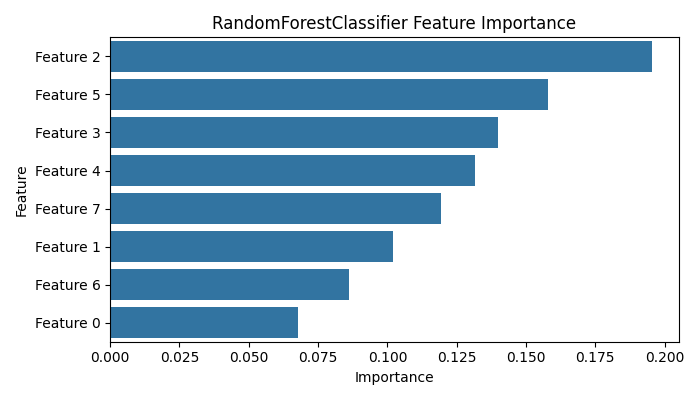 RandomForestClassifier Feature Importance
Feature 2
Feature 5
Feature 3
Feature 4
Feature 7
Feature 1
Feature 6
Feature 0
Feature
0.000 0.025 0.050 0.075 0.100 0.125 0.150 0.175 0.200
Importance